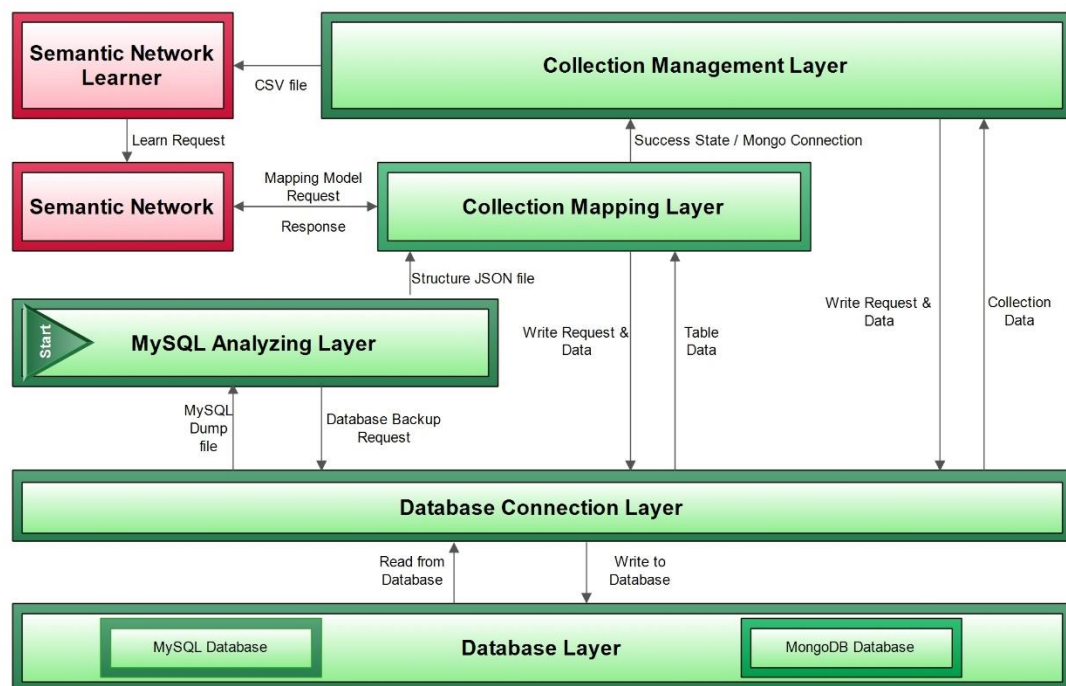 Semantic Network
Learner
CSV file
Collection Management Layer
Learn Request
Success State / Mongo Connection
Semantic Network
Mapping Model
Request
Response
Collection Mapping Layer
Structure JSON file
Start
MySQL Analyzing Layer
Write Request &
Data
Table
Data
Write Request &
Data
Collection
Data
MySQL
Dump
file
Database Backup
Request
Database Connection Layer
Read from
Database
Write to
Database
MySQL Database
Database Layer
MongoDB Database